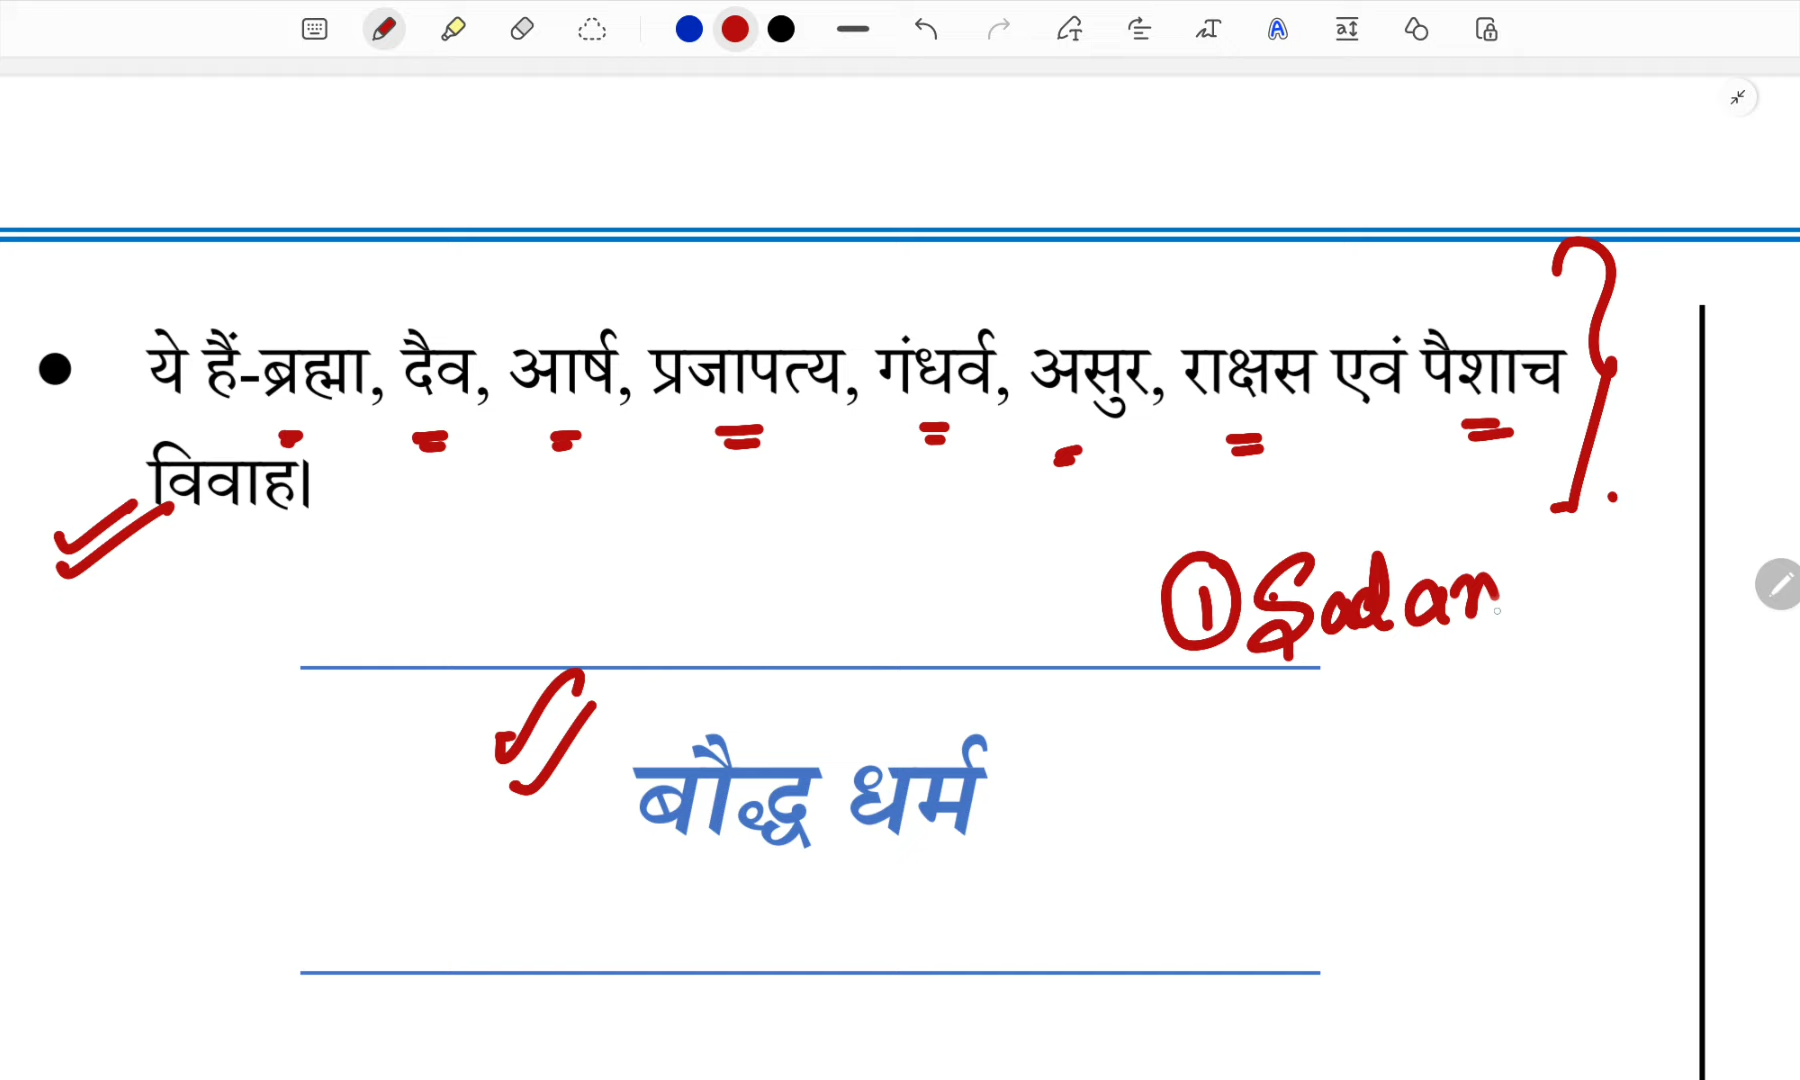 ये हैं-ब्रह्मा, दैव, आर्ष, प्रजापत्य, गंधर्व, असुर, राक्षस एवं पैशाच
विवाह।
① Sadan
बौद्ध धर्म